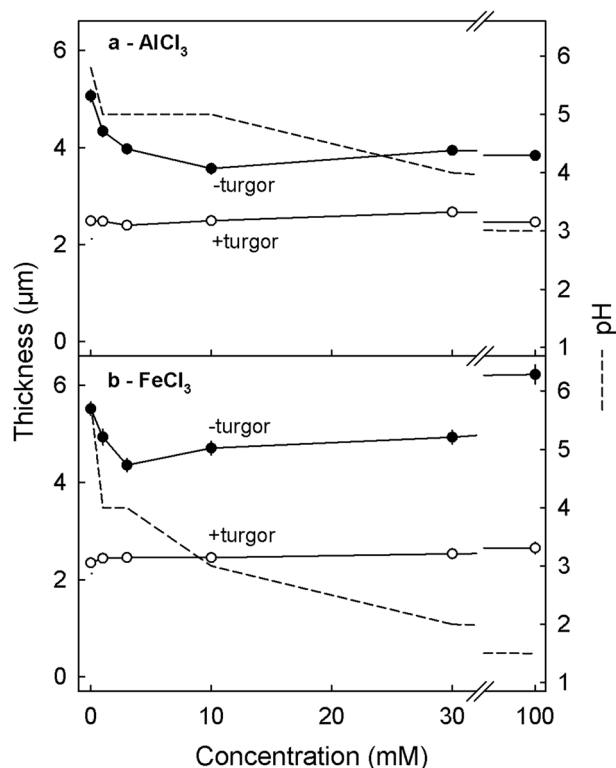 a - AlCl₃
6
4
2
0
-turgor
+turgor
6
5
4
3
2
1
b - FeCl₃
6
4
2
0
-turgor
+turgor
6
5
4
3
2
1
0 10 20 30 100
Concentration (mM)
Thickness (µm)
pH